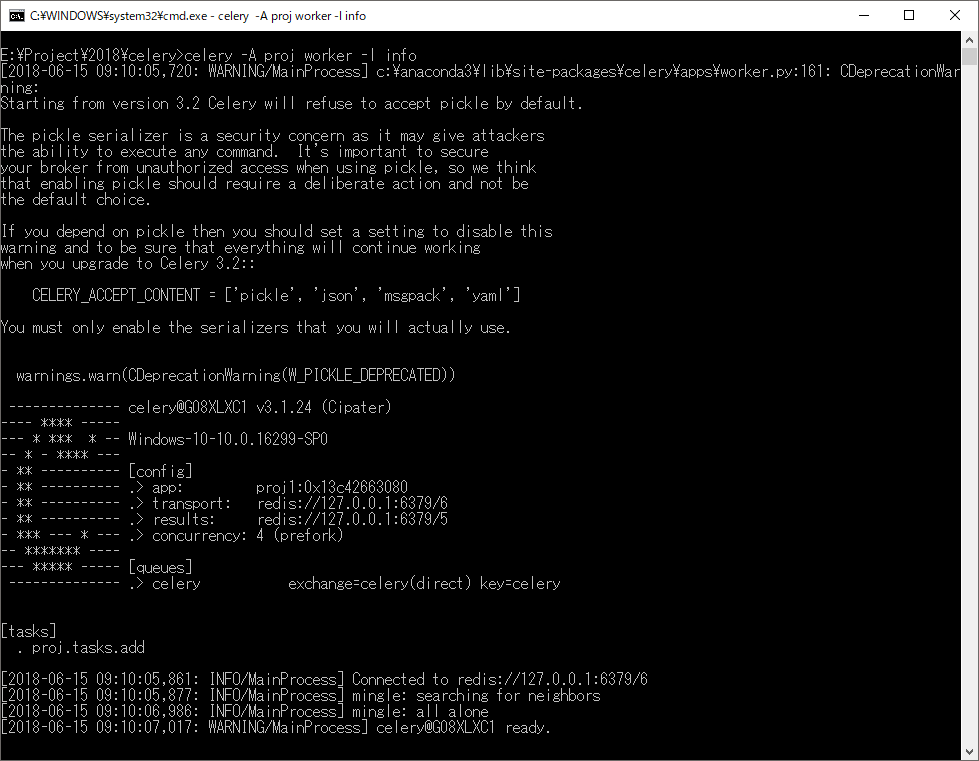 C:¥WINDOWS¥system32¥cmd.exe - celery  -A proj worker -l info
E:¥Project¥2018¥celery>celery -A proj worker -l info
[2018-06-15 09:10:05,720: WARNING/MainProcess] c:¥anaconda3¥lib¥site-packages¥celery¥apps¥worker.py:161: CDeprecationWar
ning:
Starting from version 3.2 Celery will refuse to accept pickle by default.

The pickle serializer is a security concern as it may give attackers
the ability to execute any command.  It's important to secure
your broker from unauthorized access when using pickle, so we think
that enabling pickle should require a deliberate action and not be
the default choice.

If you depend on pickle then you should set a setting to disable this
warning and to be sure that everything will continue working
when you upgrade to Celery 3.2::

    CELERY_ACCEPT_CONTENT = ['pickle', 'json', 'msgpack', 'yaml']

You must only enable the serializers that you will actually use.


  warnings.warn(CDeprecationWarning(W_PICKLE_DEPRECATED))

 -------------- celery@G08XLXC1 v3.1.24 (Cipater)
---- **** -----
--- * ***  * -- Windows-10-10.0.16299-SP0
-- * - **** ---
- ** ---------- [config]
- ** ---------- .> app:         proj1:0x13c42663080
- ** ---------- .> transport:   redis://127.0.0.1:6379/6
- ** ---------- .> results:     redis://127.0.0.1:6379/5
- *** --- * --- .> concurrency: 4 (prefork)
-- ******* ----
--- ***** ----- [queues]
 -------------- .> celery           exchange=celery(direct) key=celery


[tasks]
  . proj.tasks.add

[2018-06-15 09:10:05,861: INFO/MainProcess] Connected to redis://127.0.0.1:6379/6
[2018-06-15 09:10:05,877: INFO/MainProcess] mingle: searching for neighbors
[2018-06-15 09:10:06,986: INFO/MainProcess] mingle: all alone
[2018-06-15 09:10:07,017: WARNING/MainProcess] celery@G08XLXC1 ready.